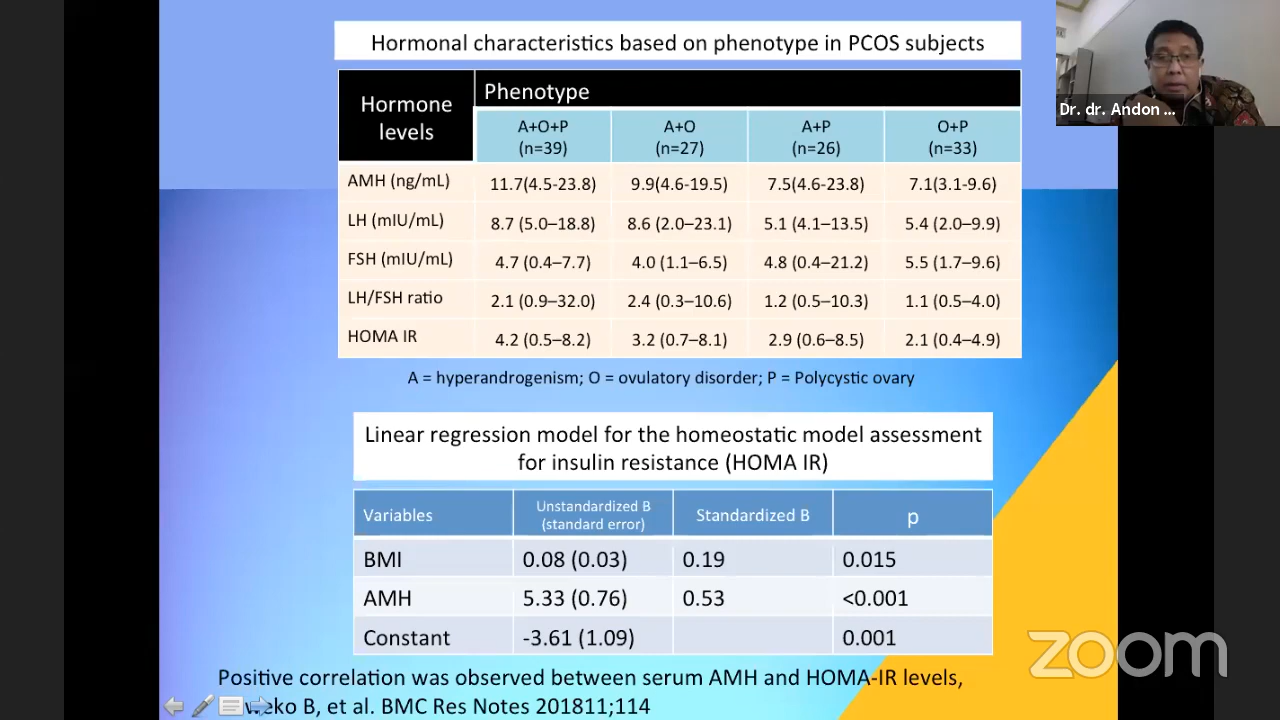 Hormonal characteristics based on phenotype in PCOS subjects
Hormone levels
Phenotype
A+O+P (n=39)
A+O (n=27)
A+P (n=26)
O+P (n=33)
AMH (ng/mL) 11.7(4.5-23.8) 9.9(4.6-19.5) 7.5(4.6-23.8) 7.1(3.1-9.6)
LH (mIU/mL) 8.7 (5.0–18.8) 8.6 (2.0–23.1) 5.1 (4.1–13.5) 5.4 (2.0–9.9)
FSH (mIU/mL) 4.7 (0.4–7.7) 4.0 (1.1–6.5) 4.8 (0.4–21.2) 5.5 (1.7–9.6)
LH/FSH ratio 2.1 (0.9–32.0) 2.4 (0.3–10.6) 1.2 (0.5–10.3) 1.1 (0.5–4.0)
HOMA IR 4.2 (0.5–8.2) 3.2 (0.7–8.1) 2.9 (0.6–8.5) 2.1 (0.4–4.9)
A = hyperandrogenism; O = ovulatory disorder; P = Polycystic ovary
Linear regression model for the homeostatic model assessment
for insulin resistance (HOMA IR)
Variables Unstandardized B (standard error) Standardized B p
BMI 0.08 (0.03) 0.19 0.015
AMH 5.33 (0.76) 0.53 <0.001
Constant -3.61 (1.09) 0.001
Positive correlation was observed between serum AMH and HOMA-IR levels,
B, et al. BMC Res Notes 201811;114
Dr. dr. Andon ...
zoom